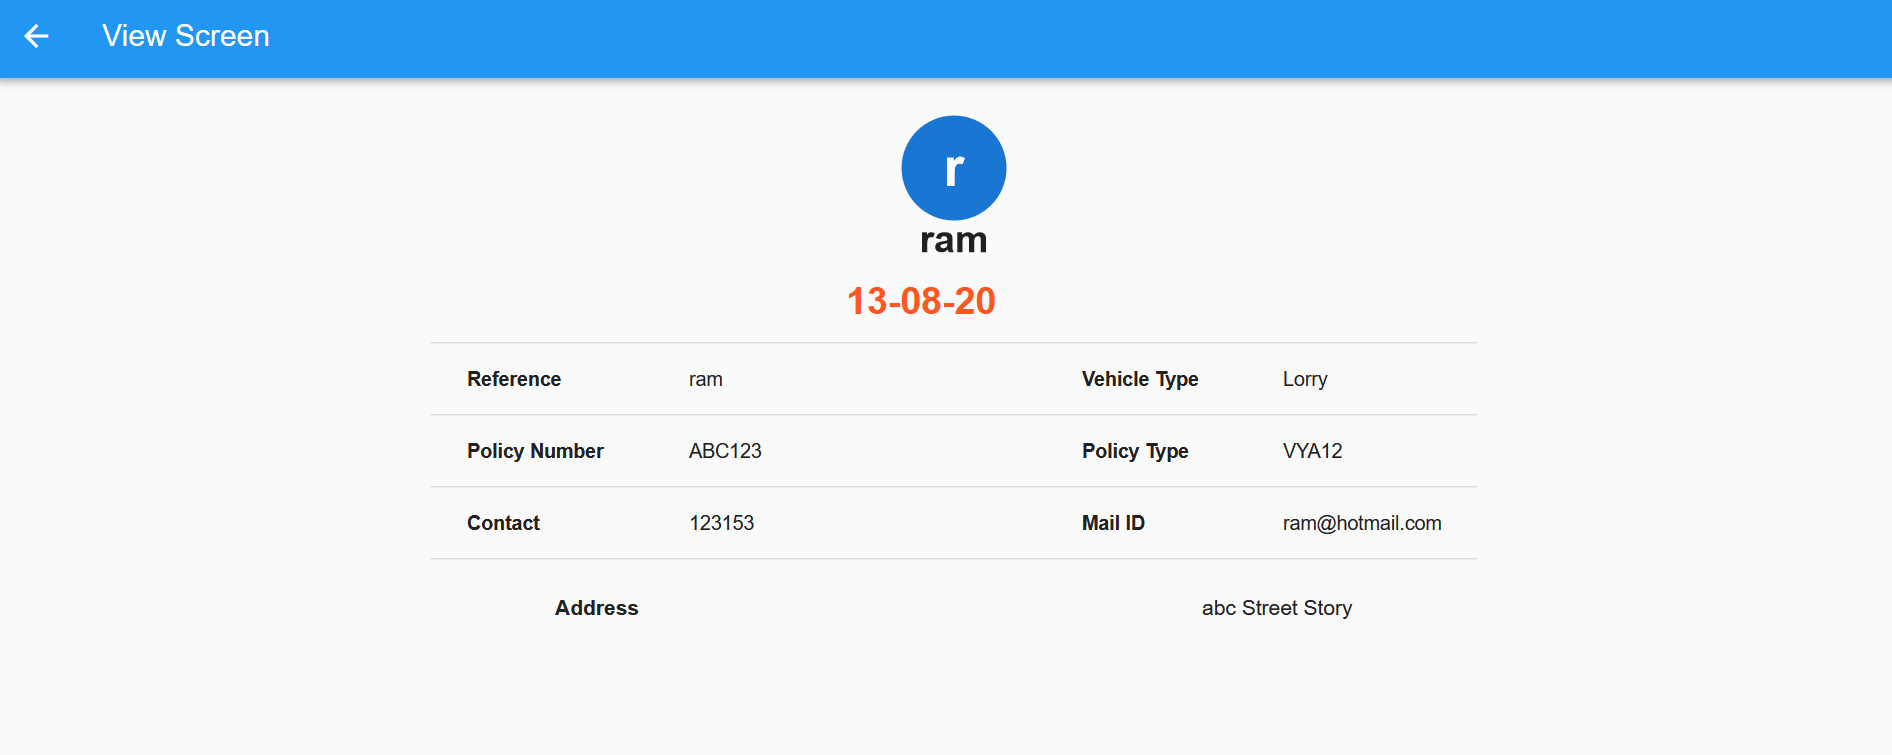 View Screen
r
ram
13-08-20
Reference ram Vehicle Type Lorry
Policy Number ABC123 Policy Type VYA12
Contact 123153 Mail ID ram@hotmail.com
Address abc Street Story